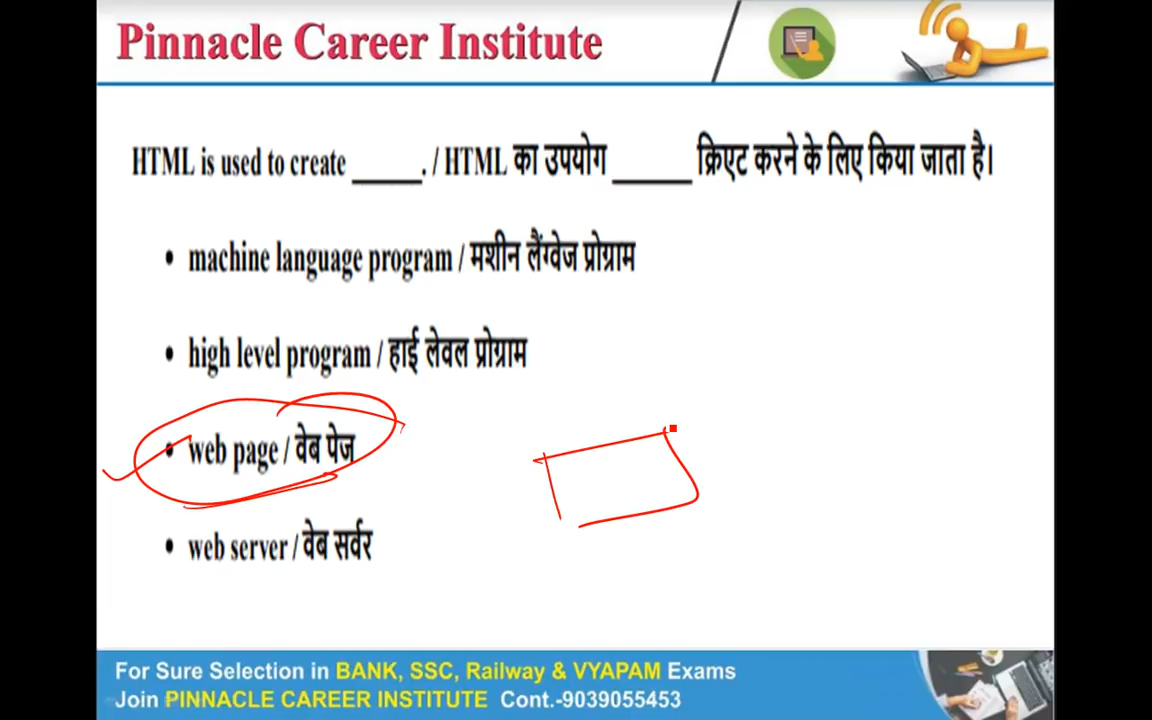 Pinnacle Career Institute
HTML is used to create _____. / HTML का उपयोग ______ क्रिएट करने के लिए किया जाता है।
• machine language program / मशीन लैंग्वेज प्रोग्राम
• high level program / हाई लेवल प्रोग्राम
• web page / वेब पेज
• web server / वेब सर्वर
For Sure Selection in BANK, SSC, Railway & VYAPAM Exams
Join PINNACLE CAREER INSTITUTE Cont.-9039055453